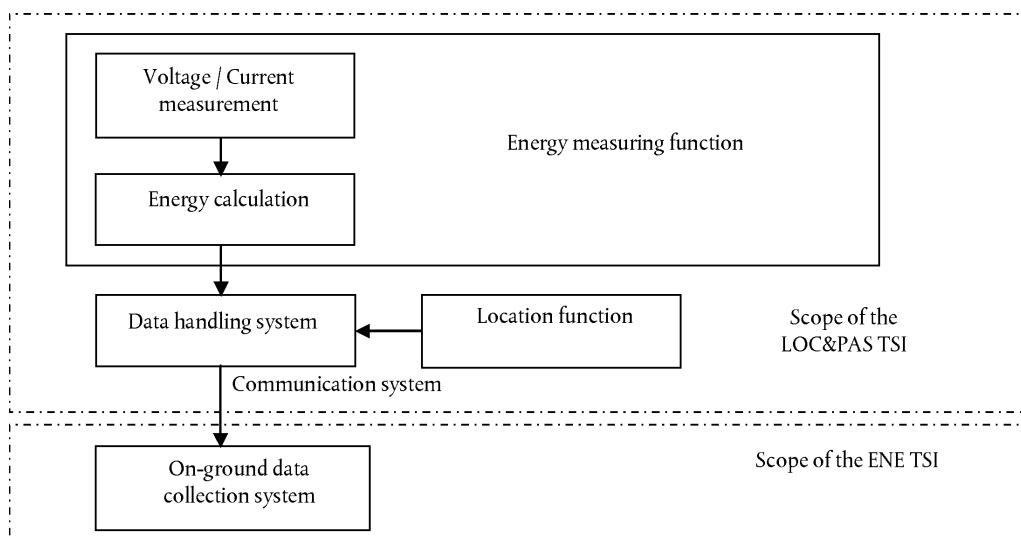 Voltage / Current
measurement
Energy measuring function
Energy calculation
Data handling system
Location function
Scope of the
LOC&PAS TSI
Communication system
On-ground data
collection system
Scope of the ENE TSI